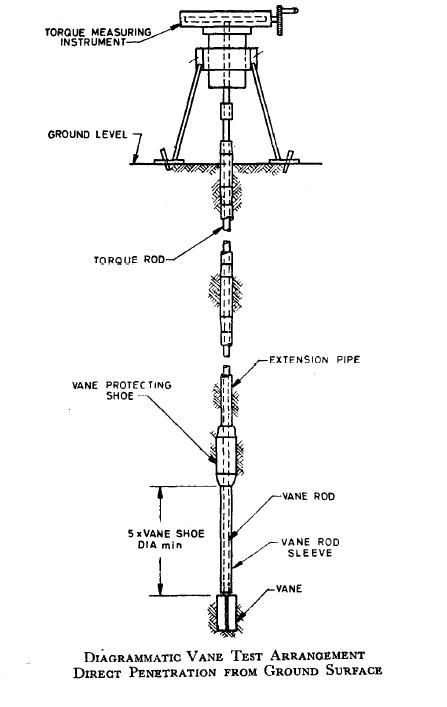 TORQUE MEASURING
INSTRUMENT
GROUND LEVEL
TORQUE ROD
EXTENSION PIPE
VANE PROTECTING
SHOE
VANE ROD
5 x VANE SHOE
DIA min
VANE ROD
SLEEVE
VANE
Diagrammatic Vane Test Arrangement
Direct Penetration from Ground Surface